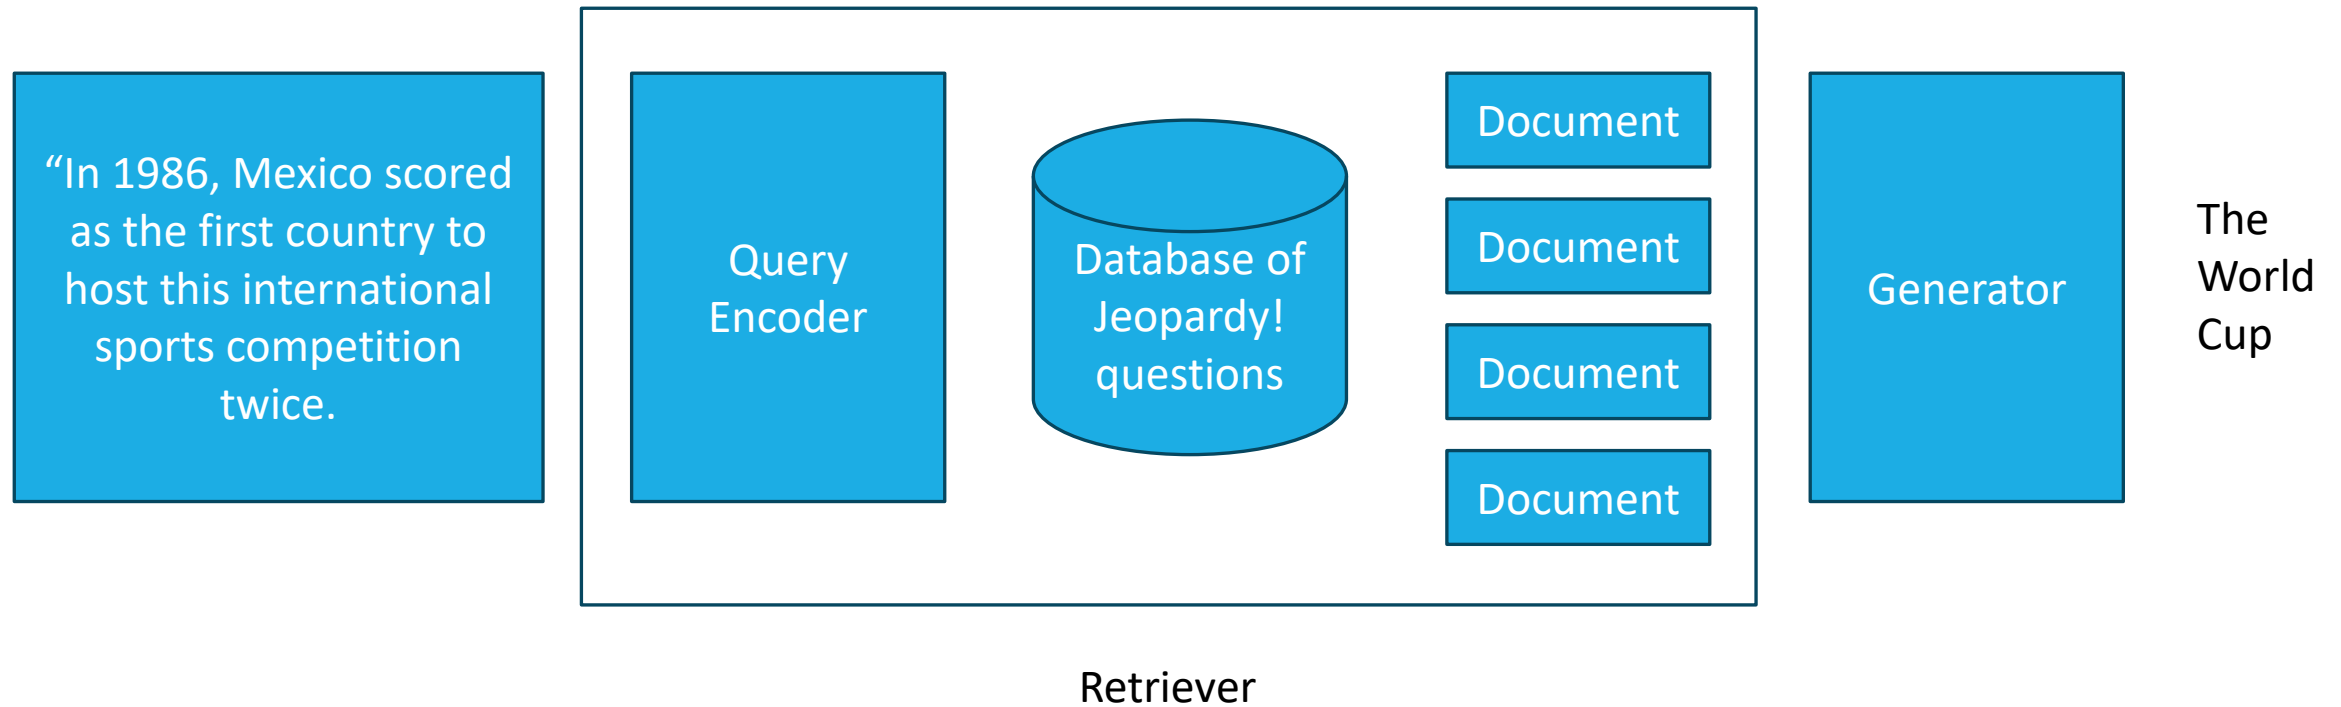 “In 1986, Mexico scored
as the first country to
host this international
sports competition
twice.
Query
Encoder
Database of
Jeopardy!
questions
Document
Document
Document
Document
Generator
The
World
Cup
Retriever